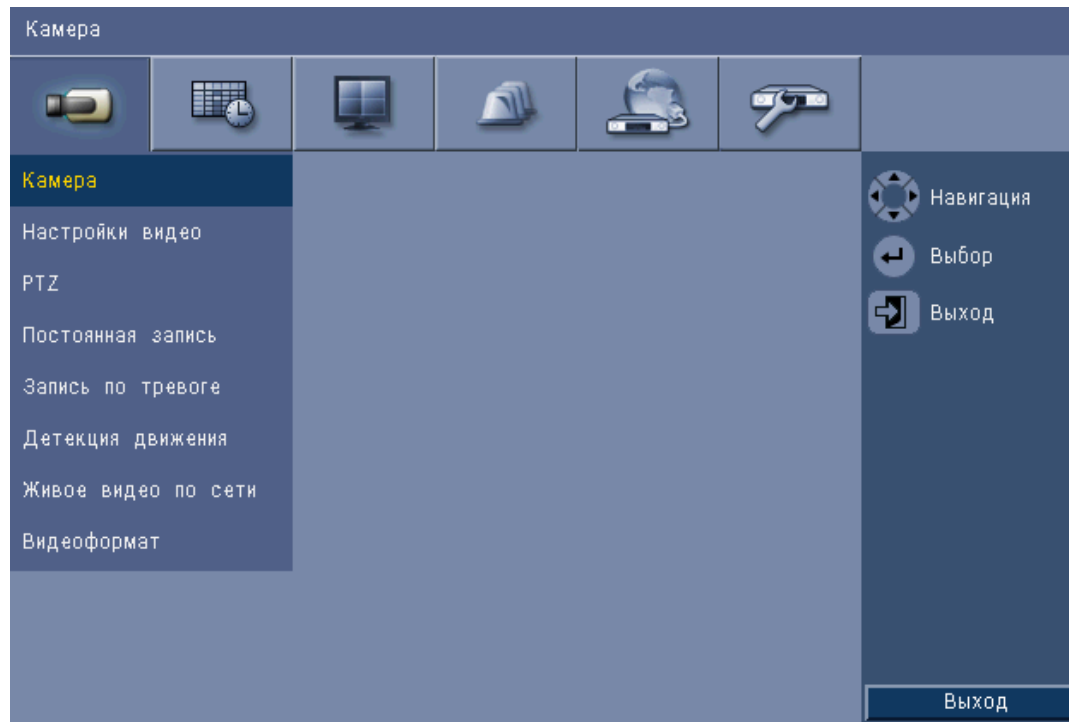 Камера
Камера
Настройки видео
PTZ
Постоянная запись
Запись по тревоге
Детекция движения
Живое видео по сети
Видеоформат
Навигация
Выбор
Выход
Выход